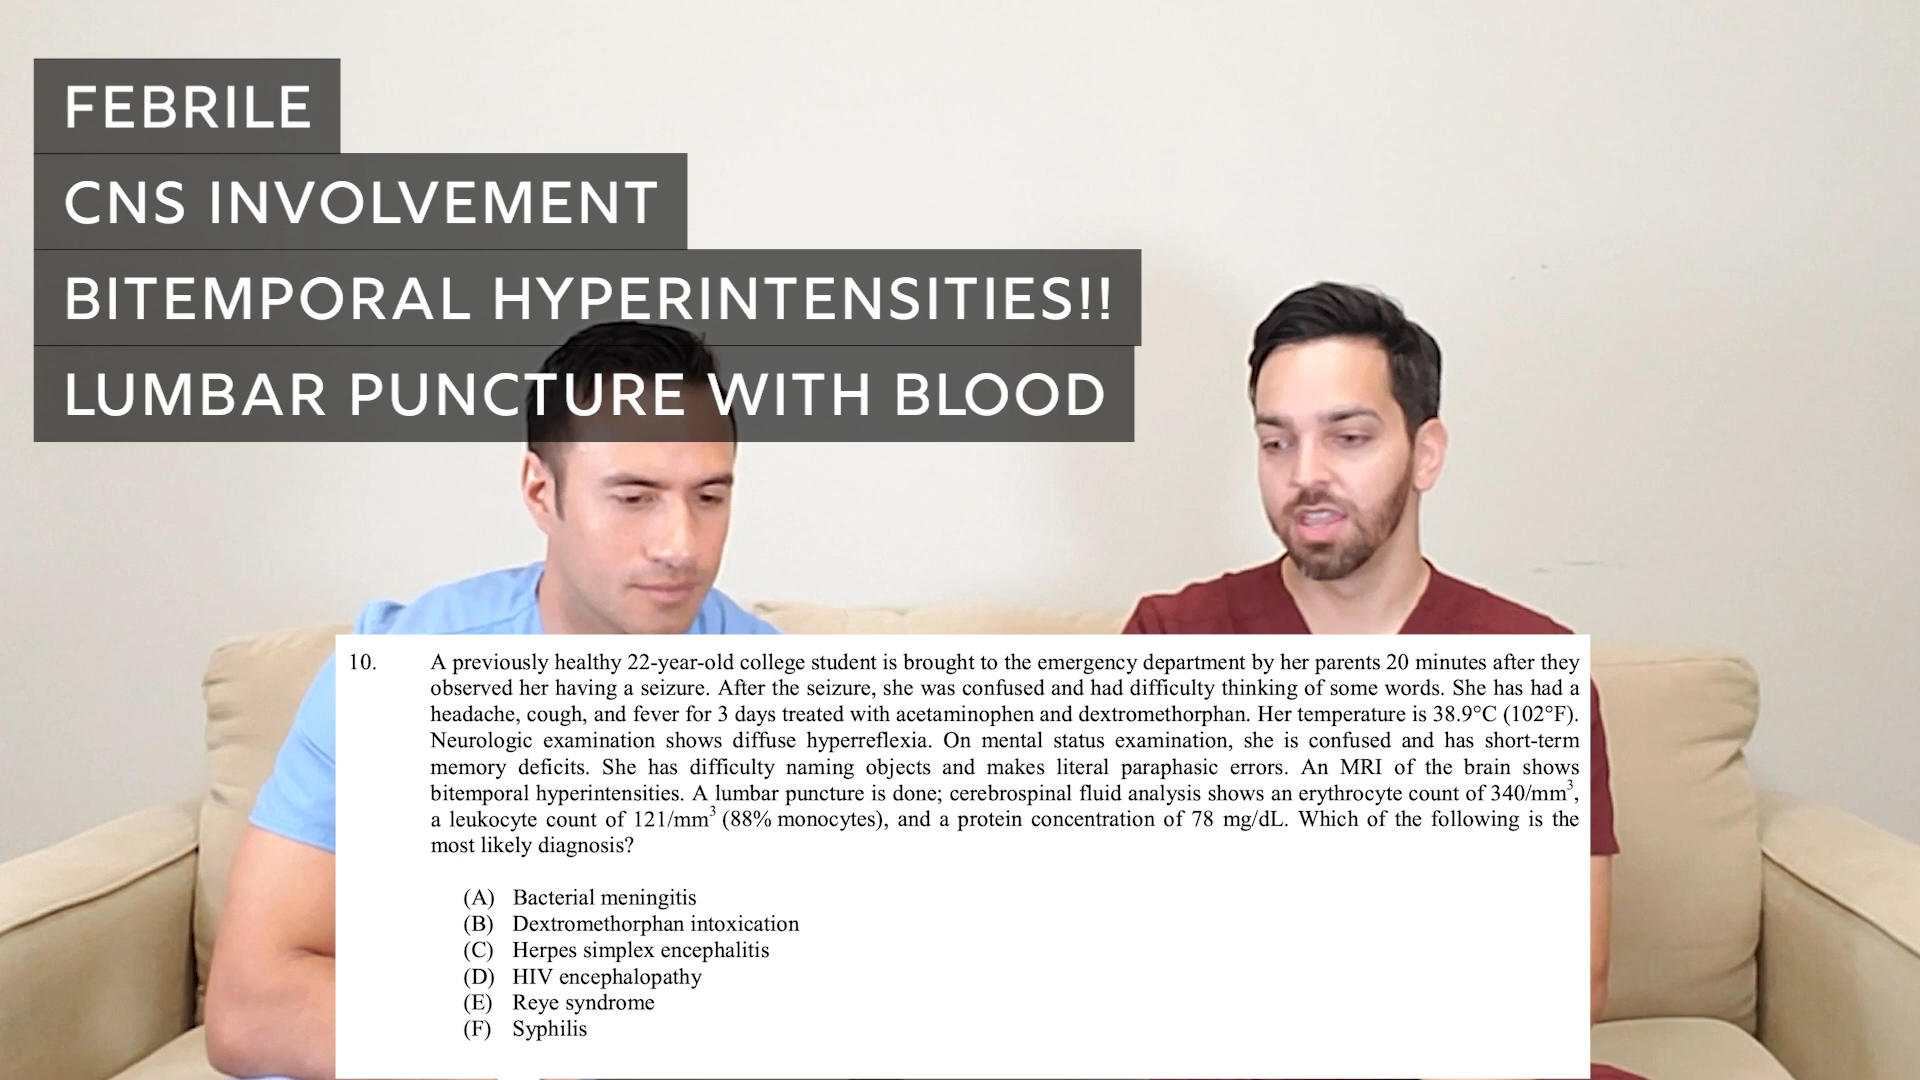 FEBRILE
CNS INVOLVEMENT
BITEMPORAL HYPERINTENSITIES!!
LUMBAR PUNCTURE WITH BLOOD
10. A previously healthy 22-year-old college student is brought to the emergency department by her parents 20 minutes after they
observed her having a seizure. After the seizure, she was confused and had difficulty thinking of some words. She has had a
headache, cough, and fever for 3 days treated with acetaminophen and dextromethorphan. Her temperature is 38.9°C (102°F).
Neurologic examination shows diffuse hyperreflexia. On mental status examination, she is confused and has short-term
memory deficits. She has difficulty naming objects and makes literal paraphasic errors. An MRI of the brain shows
bitemporal hyperintensities. A lumbar puncture is done; cerebrospinal fluid analysis shows an erythrocyte count of 340/mm³,
a leukocyte count of 121/mm³ (88% monocytes), and a protein concentration of 78 mg/dL. Which of the following is the
most likely diagnosis?
(A) Bacterial meningitis
(B) Dextromethorphan intoxication
(C) Herpes simplex encephalitis
(D) HIV encephalopathy
(E) Reye syndrome
(F) Syphilis